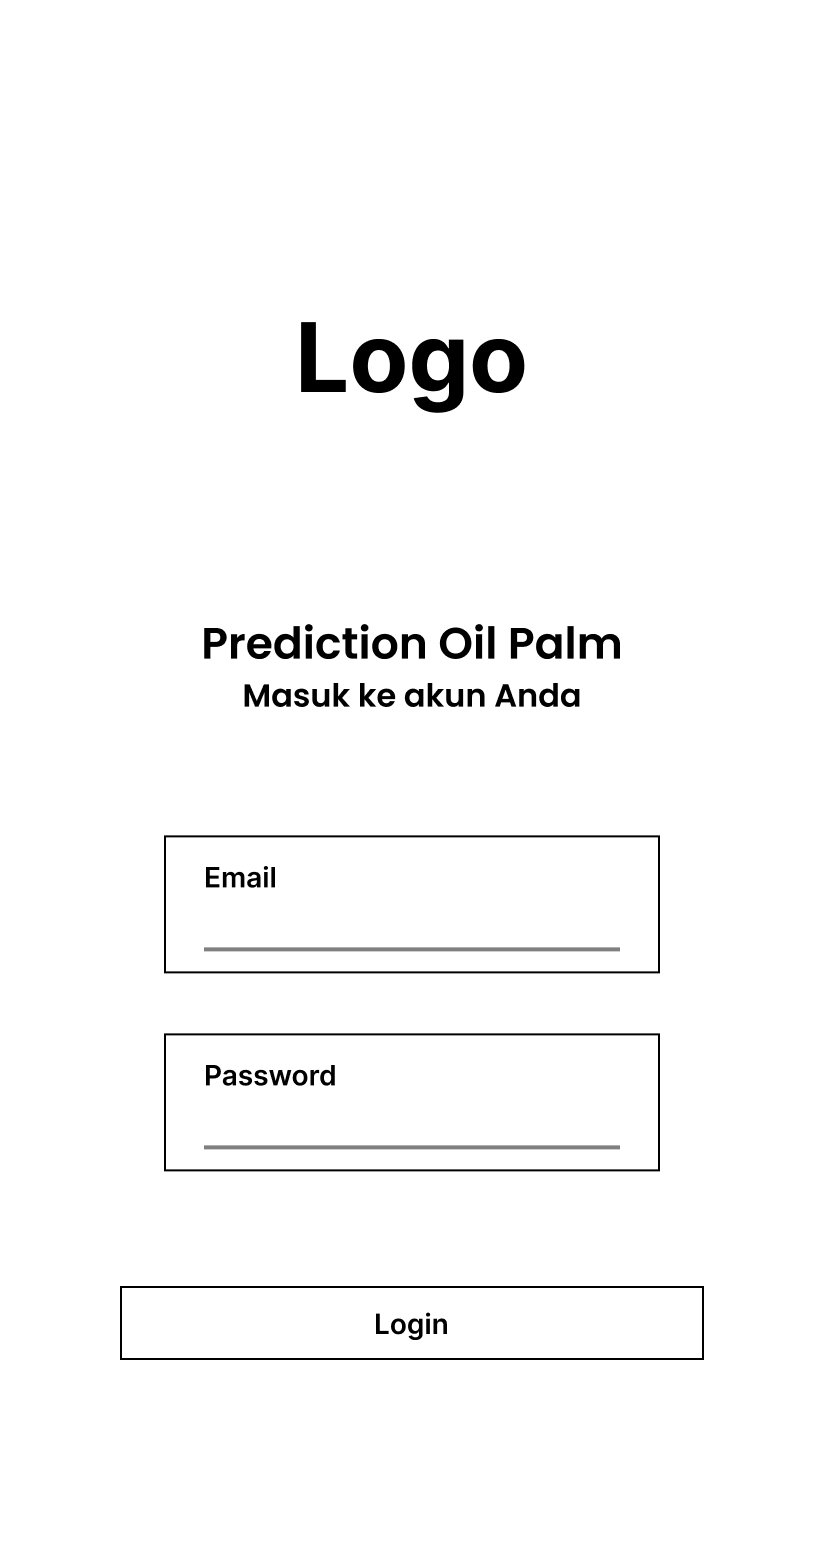 Logo
Prediction Oil Palm
Masuk ke akun Anda
Email
Password
Login